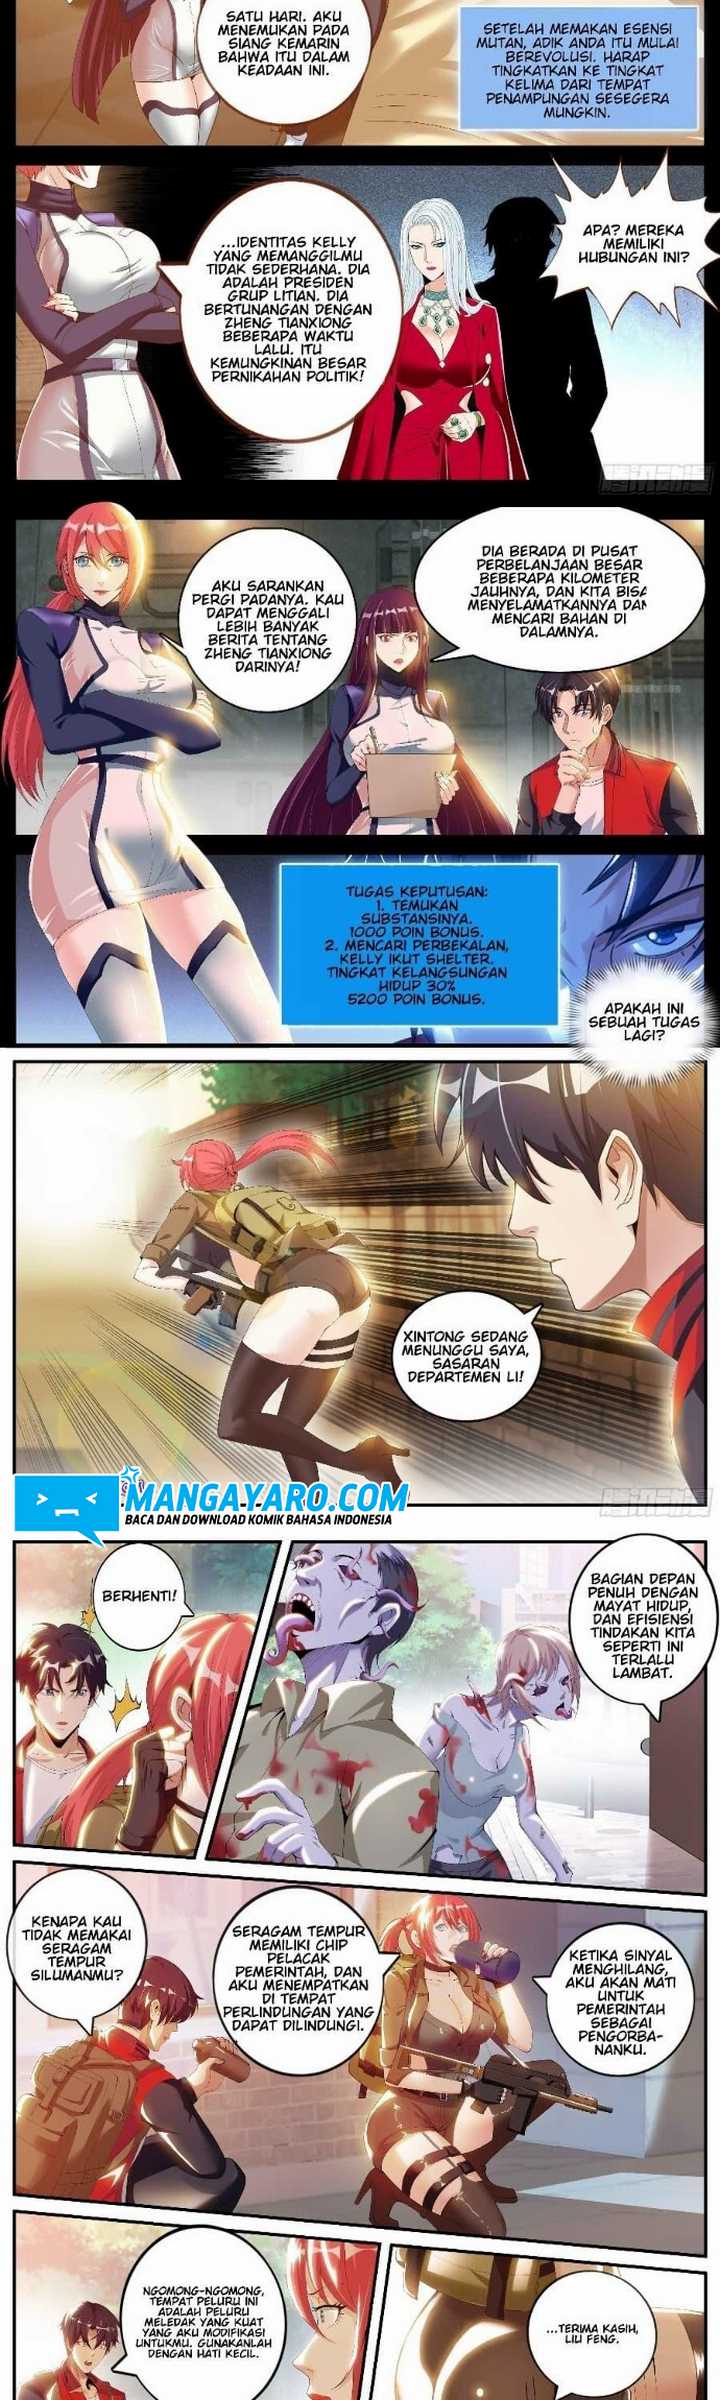 SATU HARI. AKU
MENEMUKAN PADA
SIANG KEMARIN
BAHWA ITU DALAM
KEADAAN INI.
SETELAH MEMAKAN ESENSI
MUTAN, ADIK ANDA ITU MULAI
BEREVOLUSI. HARAP
TINGKATKAN KE TINGKAT
KELIMA DARI TEMPAT
PENAMPUNGAN SESEGERA
MUNGKIN.
...IDENTITAS KELLY
YANG MEMANGGILMU
TIDAK SEDERHANA. DIA
ADALAH PRESIDEN
GRUP LITIAN. DIA
BERTUNANGAN DENGAN
ZHENG TIANXIONG
BEBERAPA WAKTU
LALU. ITU
KEMUNGKINAN BESAR
PERNIKAHAN POLITIK!
APA? MEREKA
MEMILIKI
HUBUNGAN INI?
腾讯动漫
AKU SARANKAN
PERGI PADANYA. KAU
DAPAT MENGGALI
LEBIH BANYAK
BERITA TENTANG
ZHENG TIANXIONG
DARINYA!
DIA BERADA DI PUSAT
PERBELANJAAN BESAR
BEBERAPA KILOMETER
JAUHNYA, DAN KITA BISA
MENYELAMATKANNYA DAN
MENCARI BAHAN DI
DALAMNYA.
TUGAS KEPUTUSAN:
1. TEMUKAN
SUBSTANSINYA.
1000 POIN BONUS.
2. MENCARI PERBEKALAN,
KELLY IKUT SHELTER.
TINGKAT KELANGSUNGAN
HIDUP 30%
5200 POIN BONUS.
APAKAH INI
SEBUAH TUGAS
LAGI?
XINTONG SEDANG
MENUNGGU SAYA,
SASARAN
DEPARTEMEN LI!
腾讯动漫
MANGAYARO.COM
BACA DAN DOWNLOAD KOMIK BAHASA INDONESIA
BERHENTI!
BAGIAN DEPAN
PENUH DENGAN
MAYAT HIDUP,
DAN EFISIENSI
TINDAKAN KITA
SEPERTI INI
TERLALU
LAMBAT.
KENAPA KAU
TIDAK MEMAKAI
SERAGAM
TEMPUR
SILUMANMU?
SERAGAM TEMPUR
MEMILIKI CHIP
PELACAK
PEMERINTAH, DAN
AKU MENEMPATKAN
DI TEMPAT
PERLINDUNGAN YANG
DAPAT DILINDUNGI.
KETIKA SINYAL
MENGHILANG,
AKU AKAN MATI
UNTUK
PEMERINTAH
SEBAGAI
PENGORBA-
NANKU.
NGOMONG-NGOMONG,
TEMPAT PELURU INI
ADALAH PELURU
MELEDAK YANG KUAT
YANG AKU MODIFIKASI
UNTUKMU. GUNAKANLAH
DENGAN HATI KECIL.
...TERIMA KASIH,
LIU FENG.